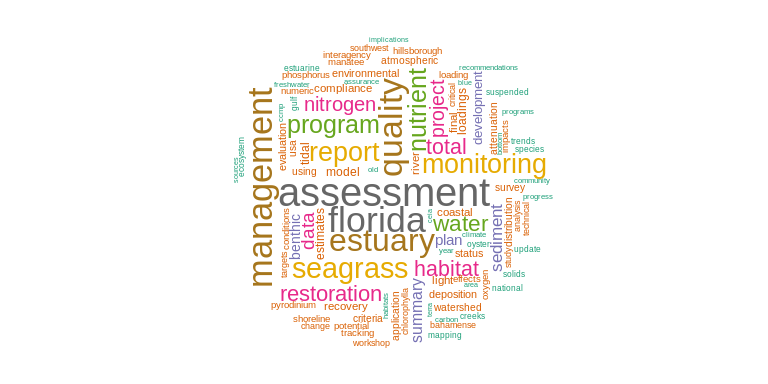 implications
southwest
hillsborough
interagency
manatee
atmospheric
estuarine
phosphorus
environmental
loading
recommendations
freshwater
assurance
blue
numeric
compliance
critical
suspended
gulf
nitrogen
quality
nutrient
project
final
loadings
development
ccmp
program
attenuation
bottom
impacts
programs
management
evaluation
usa
tidal
report
total
trends
species
sources
ecosystem
using
model
old
river
monitoring
community
assessment
survey
progress
conditions
benthic
data
estimates
florida
cela
coastal
water
sediment
distribution
analysis
technical
targets
estuary
plan
climate
oyster
study
update
year
status
seagrass
habitat
light
effects
area
oxygen
solids
national
restoration
deposition
pyrodinium
recovery
habitats
application
chlorophylla
summary
terra
watershed
shoreline
criteria
carbon
creeks
change
potential
bahamense
tracking
mapping
workshop